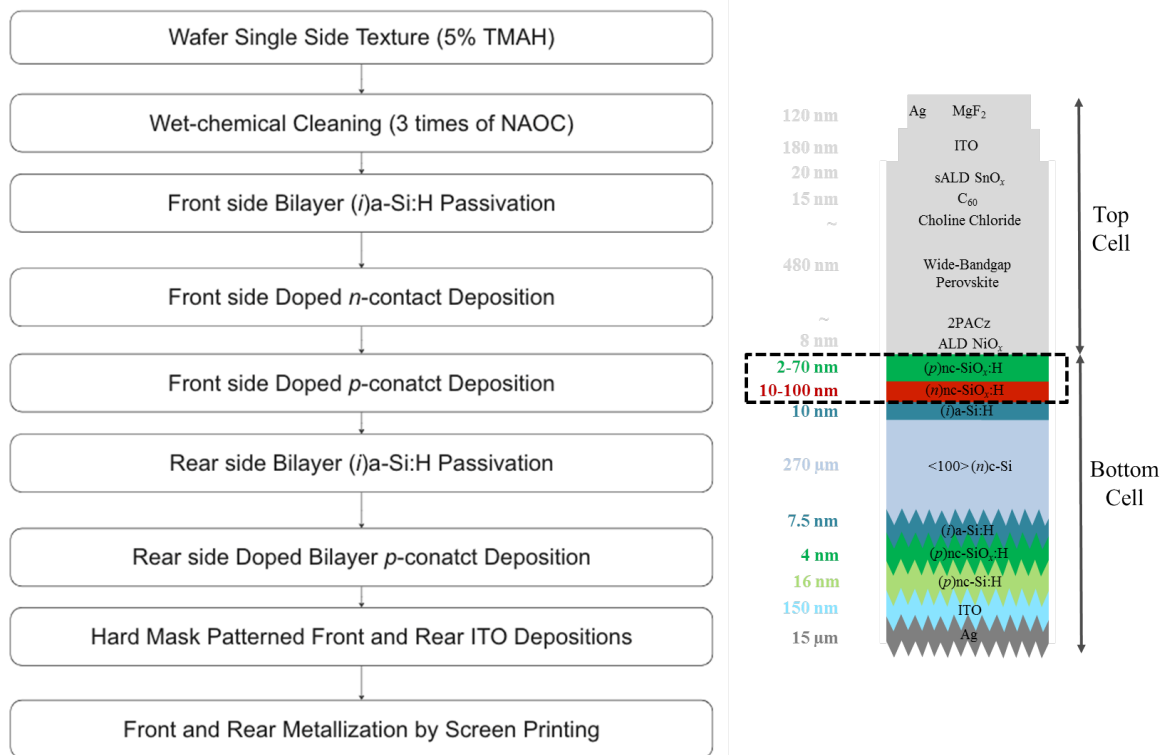 Wafer Single Side Texture (5% TMAH)
Wet-chemical Cleaning (3 times of NAOC)
Front side Bilayer (i)a-Si:H Passivation
Front side Doped n-contact Deposition
Front side Doped p-conatct Deposition
Rear side Bilayer (i)a-Si:H Passivation
Rear side Doped Bilayer p-conatct Deposition
Hard Mask Patterned Front and Rear ITO Depositions
Front and Rear Metallization by Screen Printing
120 nm
Ag MgF₂
180 nm
ITO
20 nm
sALD SnOₓ
15 nm
C₆₀
~
Choline Chloride
480 nm
Wide-Bandgap
Perovskite
~
2PACz
8 nm
ALD NiOₓ
2-70 nm
(p)nc-SiOₓ:H
10-100 nm
(n)nc-SiOₓ:H
10 nm
(i)a-Si:H
270 μm
<100> (n)c-Si
7.5 nm
(i)a-Si:H
4 nm
(p)nc-SiOₓ:H
16 nm
(p)nc-Si:H
150 nm
ITO
15 μm
Ag
Top
Cell
Bottom
Cell